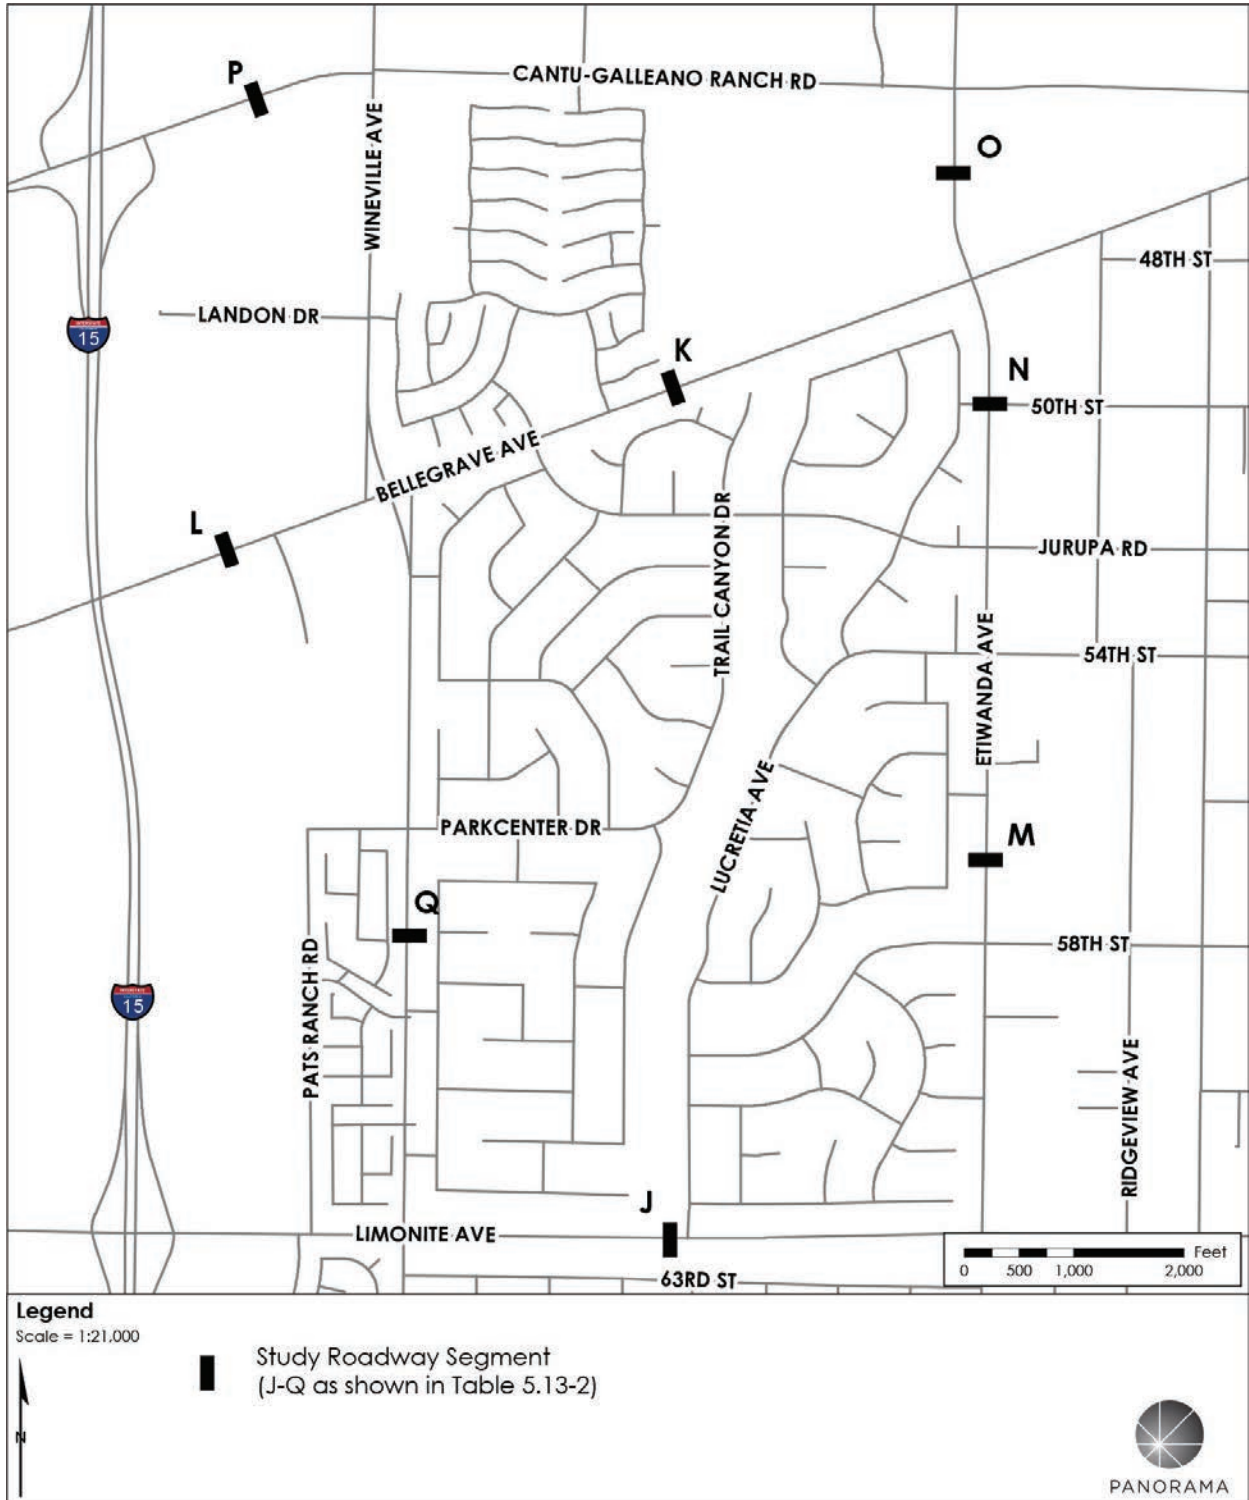 P
CANTU-GALLEANO RANCH RD
WINEVILLE AVE
O
48TH ST
LANDON DR
INTERSTATE
15
K
N
50TH ST
BELLEGRAVE AVE
L
TRAIL CANYON DR
JURUPA RD
ETIWANDA AVE
54TH ST
LUCRETIA AVE
PARKCENTER DR
M
Q
58TH ST
PATS RANCH RD
INTERSTATE
15
RIDGEVIEW AVE
J
LIMONITE AVE
63RD ST
Feet
0 500 1,000 2,000
Legend
Scale = 1:21,000
Study Roadway Segment
(J-Q as shown in Table 5.13-2)
N
PANORAMA